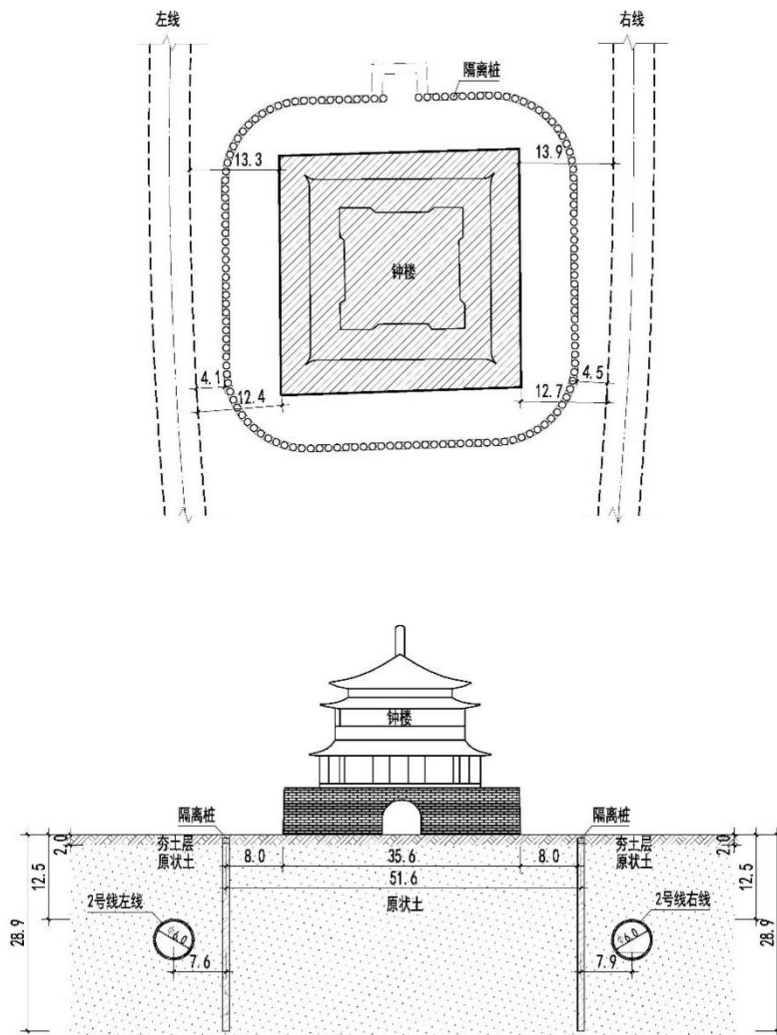 左线
右线
隔离桩
13.3
13.9
钟楼
4.1
12.4
4.5
12.7
钟楼
隔离桩
隔离桩
2.0
夯土层
原状土
8.0
35.6
8.0
夯土层
原状土
2.0
12.5
51.6
12.5
2号线左线
原状土
2号线右线
28.9
φ6.0
φ6.0
28.9
7.6
7.9